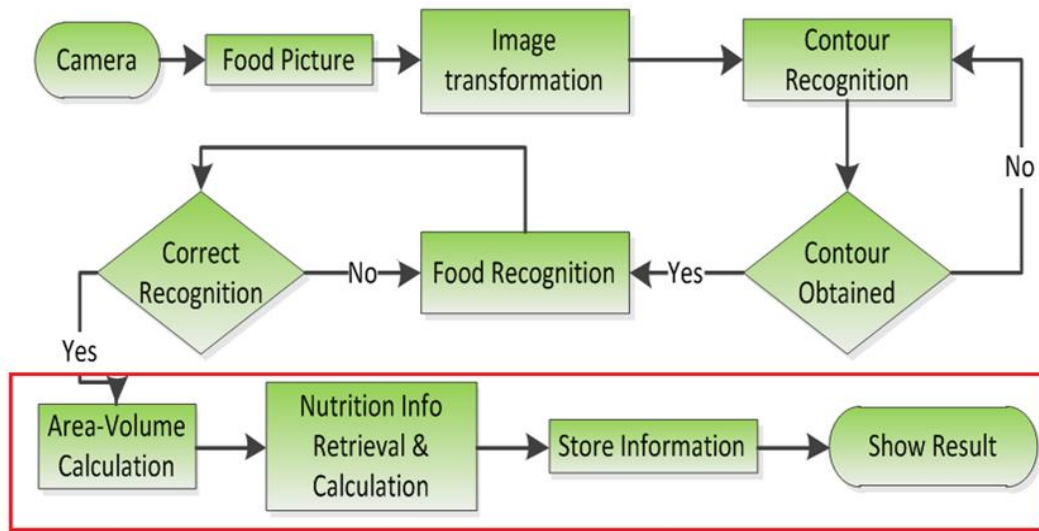 Camera
Food Picture
Image
transformation
Contour
Recognition
No
Contour
Obtained
Yes
Food Recognition
No
Correct
Recognition
Yes
Area-Volume
Calculation
Nutrition Info
Retrieval &
Calculation
Store Information
Show Result